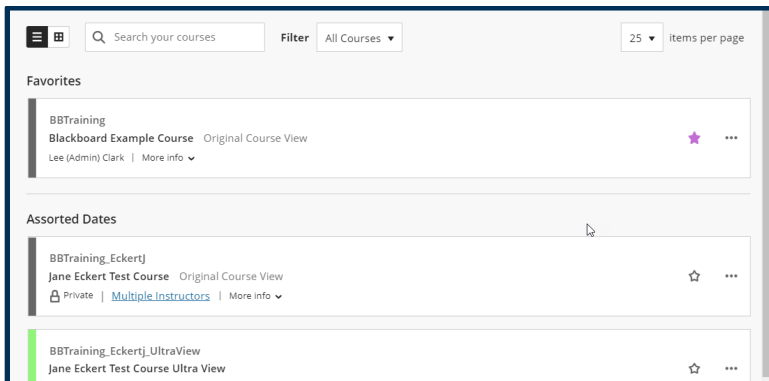 Search your courses Filter All Courses 25 items per page
Favorites
BBTraining
Blackboard Example Course Original Course View
Lee (Admin) Clark | More info
Assorted Dates
BBTraining_EckertJ
Jane Eckert Test Course Original Course View
Private | Multiple Instructors | More info
BBTraining_Eckertj_UltraView
Jane Eckert Test Course Ultra View